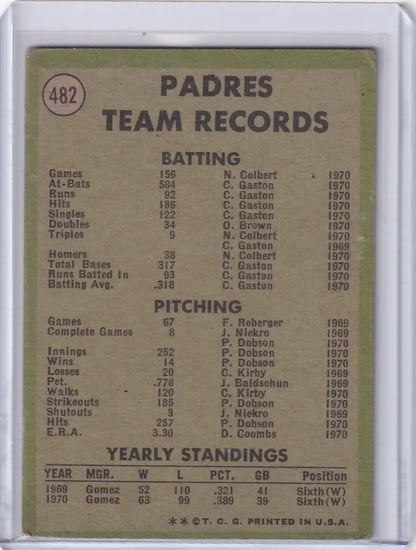 482
PADRES
TEAM RECORDS
BATTING
Games 156 N. Colbert 1970
At-Bats 584 C. Gaston 1970
Runs 92 C. Gaston 1970
Hits 186 C. Gaston 1970
Singles 122 C. Gaston 1970
Doubles 34 O. Brown 1970
Triples 9 N. Colbert 1970
C. Gaston 1969
Homers 38 N. Colbert 1970
Total Bases 317 C. Gaston 1970
Runs Batted In 93 C. Gaston 1970
Batting Avg. .318 C. Gaston 1970
PITCHING
Games 67 F. Reberger 1969
Complete Games 8 J. Niekro 1969
P. Dobson 1970
Innings 252 P. Dobson 1970
Wins 14 P. Dobson 1970
Losses 20 C. Kirby 1969
Pct. .778 J. Baldschun 1969
Walks 120 C. Kirby 1970
Strikeouts 185 P. Dobson 1970
Shutouts 3 J. Niekro 1969
Hits 257 P. Dobson 1970
E.R.A. 3.30 D. Coombs 1970
YEARLY STANDINGS
YEAR MGR. W L PCT. GB Position
1969 Gomez 52 110 .321 41 Sixth (W)
1970 Gomez 63 99 .389 39 Sixth (W)
**©T. C. G. PRINTED IN U.S.A.